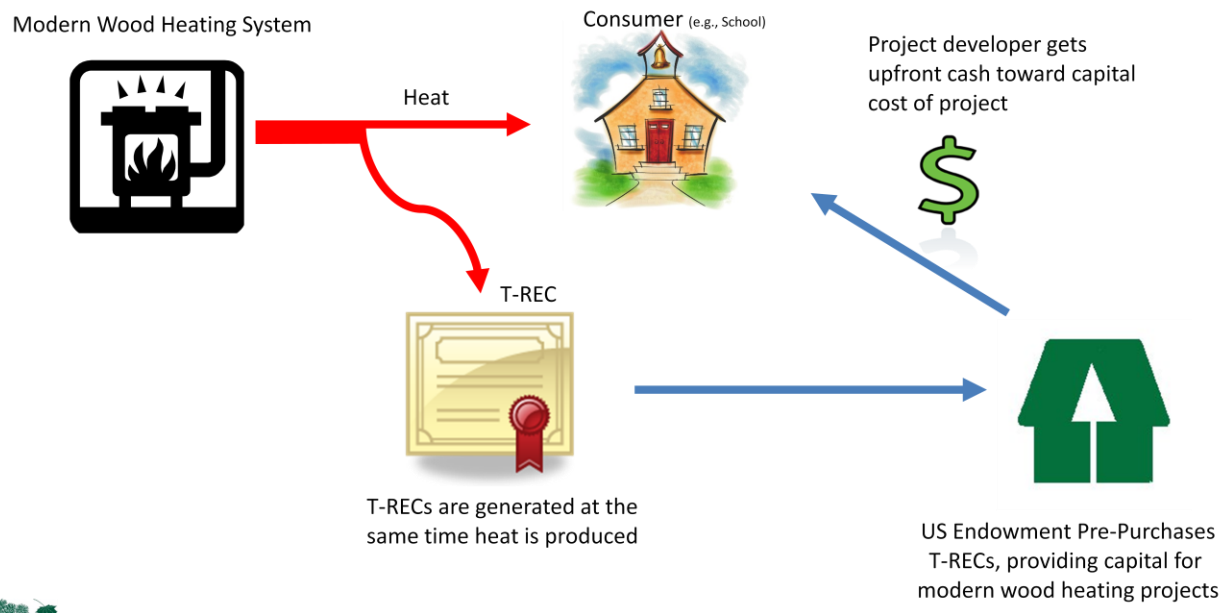 Modern Wood Heating System
Consumer (e.g., School)
Project developer gets
upfront cash toward capital
cost of project
Heat
$
T-REC
T-RECs are generated at the
same time heat is produced
US Endowment Pre-Purchases
T-RECs, providing capital for
modern wood heating projects